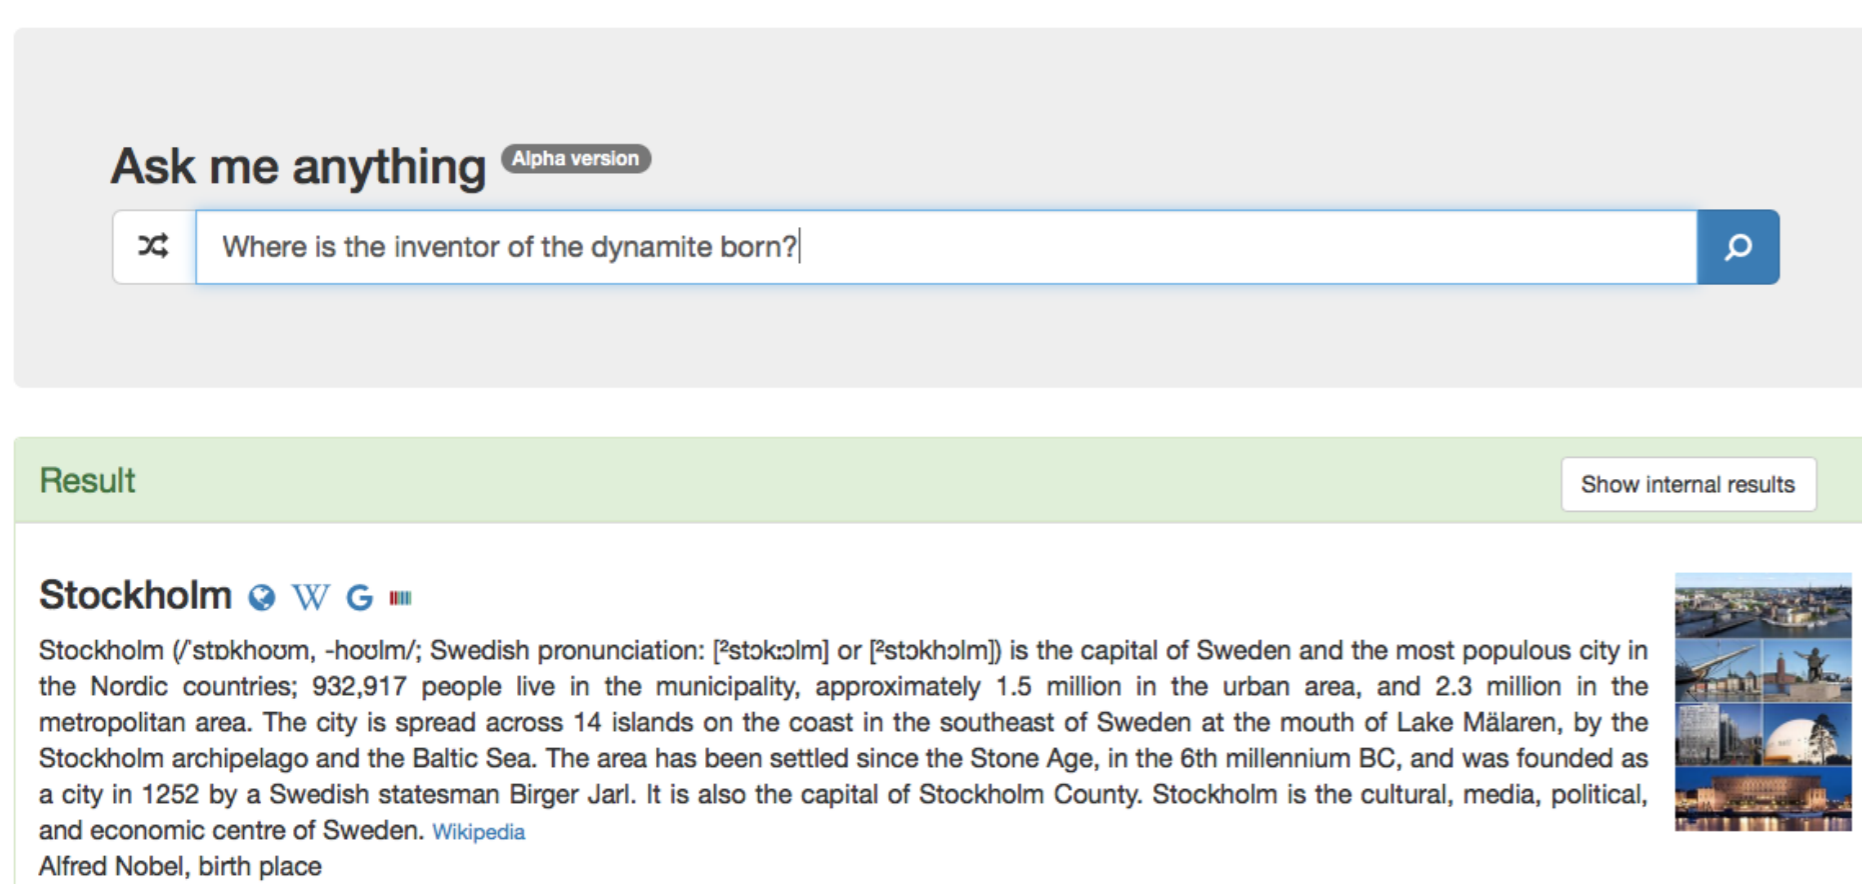 Ask me anything Alpha version
Where is the inventor of the dynamite born?
Result
Show internal results
Stockholm W G
Stockholm (/ˈstɒkhoʊm, -hoʊlm/; Swedish pronunciation: [²stɔkːɔlm] or [²stɔkhɔlm]) is the capital of Sweden and the most populous city in
the Nordic countries; 932,917 people live in the municipality, approximately 1.5 million in the urban area, and 2.3 million in the
metropolitan area. The city is spread across 14 islands on the coast in the southeast of Sweden at the mouth of Lake Mälaren, by the
Stockholm archipelago and the Baltic Sea. The area has been settled since the Stone Age, in the 6th millennium BC, and was founded as
a city in 1252 by a Swedish statesman Birger Jarl. It is also the capital of Stockholm County. Stockholm is the cultural, media, political,
and economic centre of Sweden. Wikipedia
Alfred Nobel, birth place